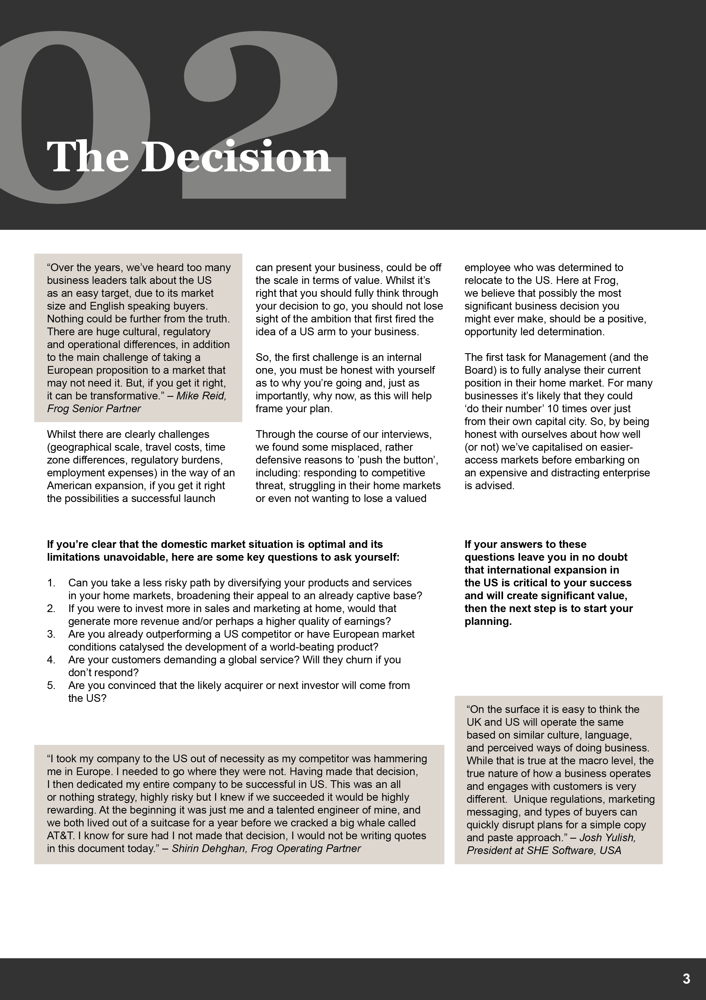 02
The Decision
“Over the years, we’ve heard too many
business leaders talk about the US
as an easy target, due to its market
size and English speaking buyers.
Nothing could be further from the truth.
There are huge cultural, regulatory
and operational differences, in addition
to the main challenge of taking a
European proposition to a market that
may not need it. But, if you get it right,
it can be transformative.” – Mike Reid,
Frog Senior Partner
Whilst there are clearly challenges
(geographical scale, travel costs, time
zone differences, regulatory burdens,
employment expenses) in the way of an
American expansion, if you get it right
the possibilities a successful launch
can present your business, could be off
the scale in terms of value. Whilst it’s
right that you should fully think through
your decision to go, you should not lose
sight of the ambition that first fired the
idea of a US arm to your business.
So, the first challenge is an internal
one, you must be honest with yourself
as to why you’re going and, just as
importantly, why now, as this will help
frame your plan.
Through the course of our interviews,
we found some misplaced, rather
defensive reasons to ’push the button’,
including: responding to competitive
threat, struggling in their home markets
or even not wanting to lose a valued
employee who was determined to
relocate to the US. Here at Frog,
we believe that possibly the most
significant business decision you
might ever make, should be a positive,
opportunity led determination.
The first task for Management (and the
Board) is to fully analyse their current
position in their home market. For many
businesses it’s likely that they could
‘do their number’ 10 times over just
from their own capital city. So, by being
honest with ourselves about how well
(or not) we’ve capitalised on easier-
access markets before embarking on
an expensive and distracting enterprise
is advised.
If you’re clear that the domestic market situation is optimal and its
limitations unavoidable, here are some key questions to ask yourself:
1. Can you take a less risky path by diversifying your products and services
in your home markets, broadening their appeal to an already captive base?
2. If you were to invest more in sales and marketing at home, would that
generate more revenue and/or perhaps a higher quality of earnings?
3. Are you already outperforming a US competitor or have European market
conditions catalysed the development of a world-beating product?
4. Are your customers demanding a global service? Will they churn if you
don’t respond?
5. Are you convinced that the likely acquirer or next investor will come from
the US?
If your answers to these
questions leave you in no doubt
that international expansion in
the US is critical to your success
and will create significant value,
then the next step is to start your
planning.
“I took my company to the US out of necessity as my competitor was hammering
me in Europe. I needed to go where they were not. Having made that decision,
I then dedicated my entire company to be successful in US. This was an all
or nothing strategy, highly risky but I knew if we succeeded it would be highly
rewarding. At the beginning it was just me and a talented engineer of mine, and
we both lived out of a suitcase for a year before we cracked a big whale called
AT&T. I know for sure had I not made that decision, I would not be writing quotes
in this document today.” – Shirin Dehghan, Frog Operating Partner
“On the surface it is easy to think the
UK and US will operate the same
based on similar culture, language,
and perceived ways of doing business.
While that is true at the macro level, the
true nature of how a business operates
and engages with customers is very
different.  Unique regulations, marketing
messaging, and types of buyers can
quickly disrupt plans for a simple copy
and paste approach.” – Josh Yulish,
President at SHE Software, USA
3